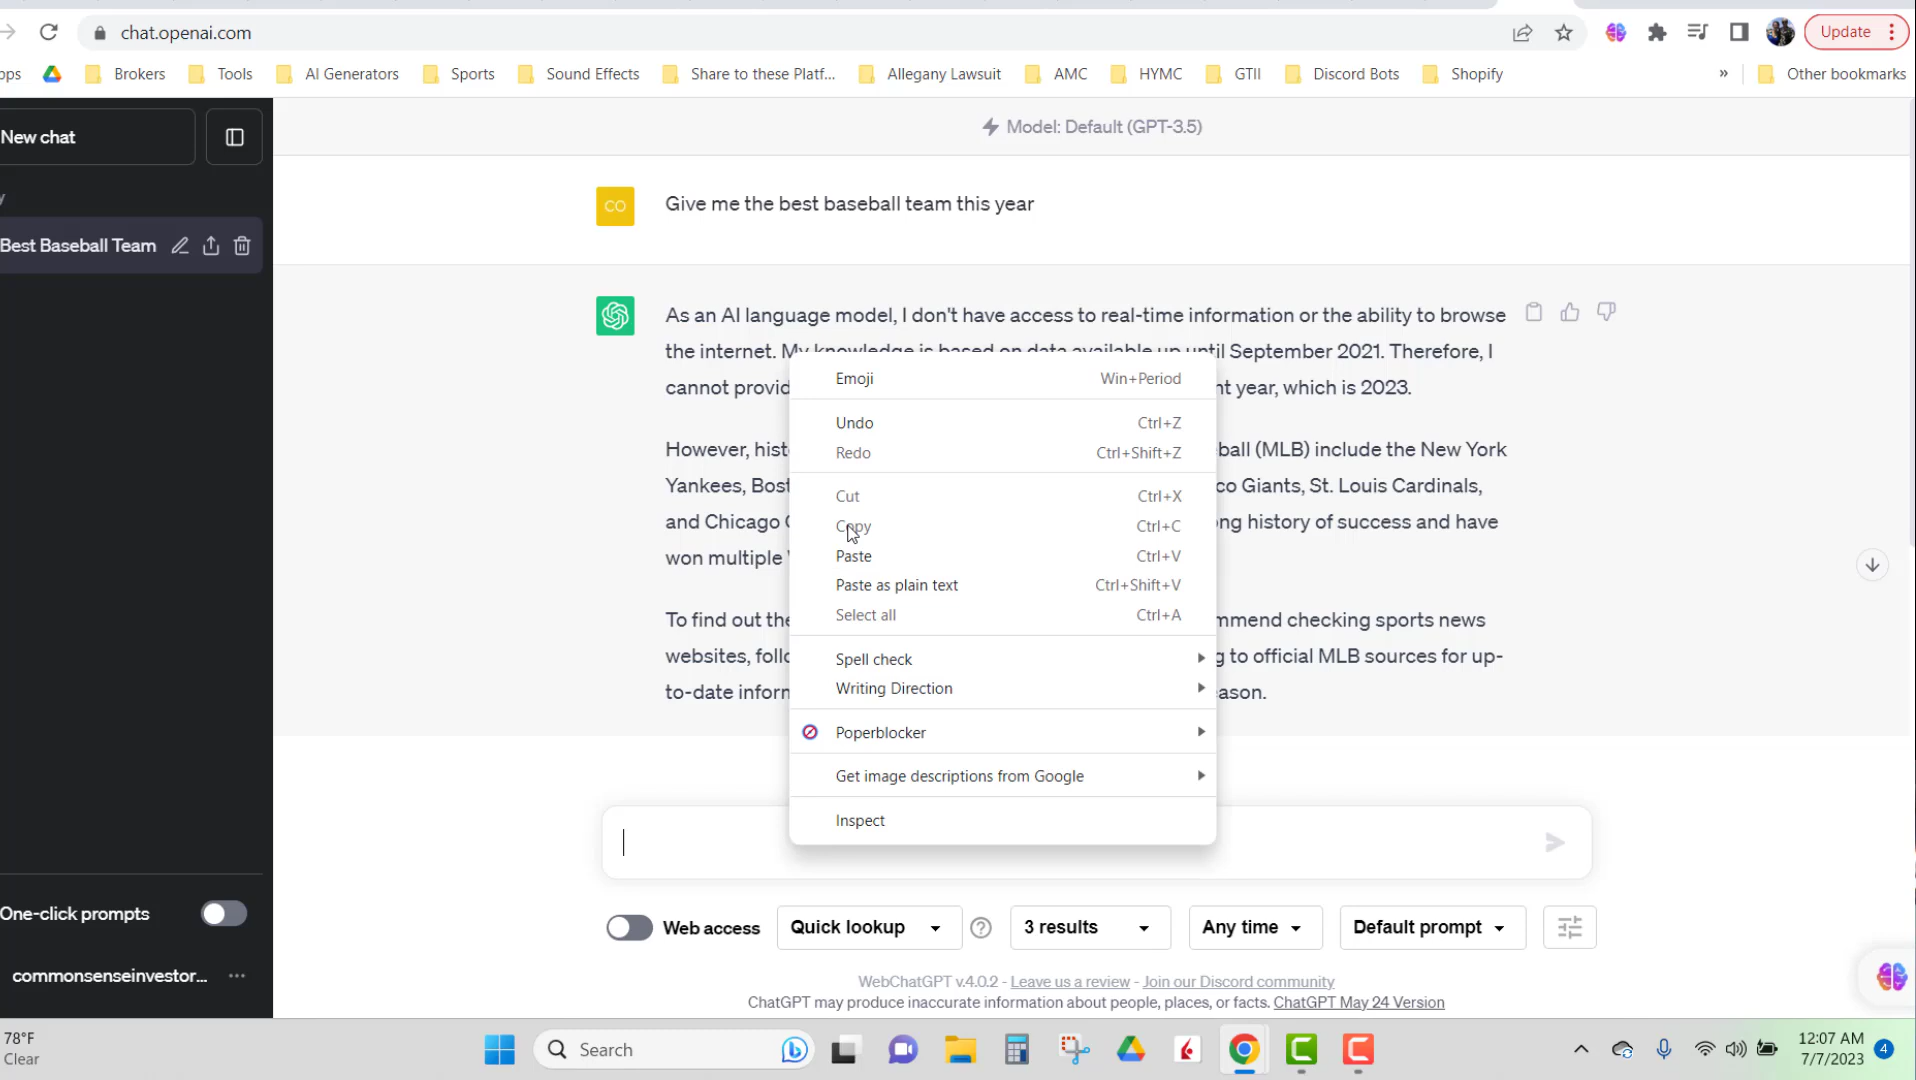 chat.openai.com
Update
ops
Brokers
Tools
AI Generators
Sports
Sound Effects
Share to these Platf...
Allegany Lawsuit
AMC
HYMC
GTII
Discord Bots
Shopify
»
Other bookmarks
New chat
Model: Default (GPT-3.5)
y
CO
Give me the best baseball team this year
Best Baseball Team
As an AI language model, I don't have access to real-time information or the ability to browse
the internet. My knowledge is based on data available up until September 2021. Therefore, I
cannot provid
nt year, which is 2023.
However, hist
ball (MLB) include the New York
Yankees, Bost
co Giants, St. Louis Cardinals,
and Chicago C
ng history of success and have
won multiple
To find out the
mmend checking sports news
websites, follo
g to official MLB sources for up-
to-date inforn
eason.
Emoji Win+Period
Undo Ctrl+Z
Redo Ctrl+Shift+Z
Cut Ctrl+X
Copy Ctrl+C
Paste Ctrl+V
Paste as plain text Ctrl+Shift+V
Select all Ctrl+A
Spell check
Writing Direction
Poperblocker
Get image descriptions from Google
Inspect
One-click prompts
Web access
Quick lookup
3 results
Any time
Default prompt
commonsenseinvestor...
WebChatGPT v.4.0.2 - Leave us a review - Join our Discord community
ChatGPT may produce inaccurate information about people, places, or facts. ChatGPT May 24 Version
78°F
Clear
Search
12:07 AM
7/7/2023
4